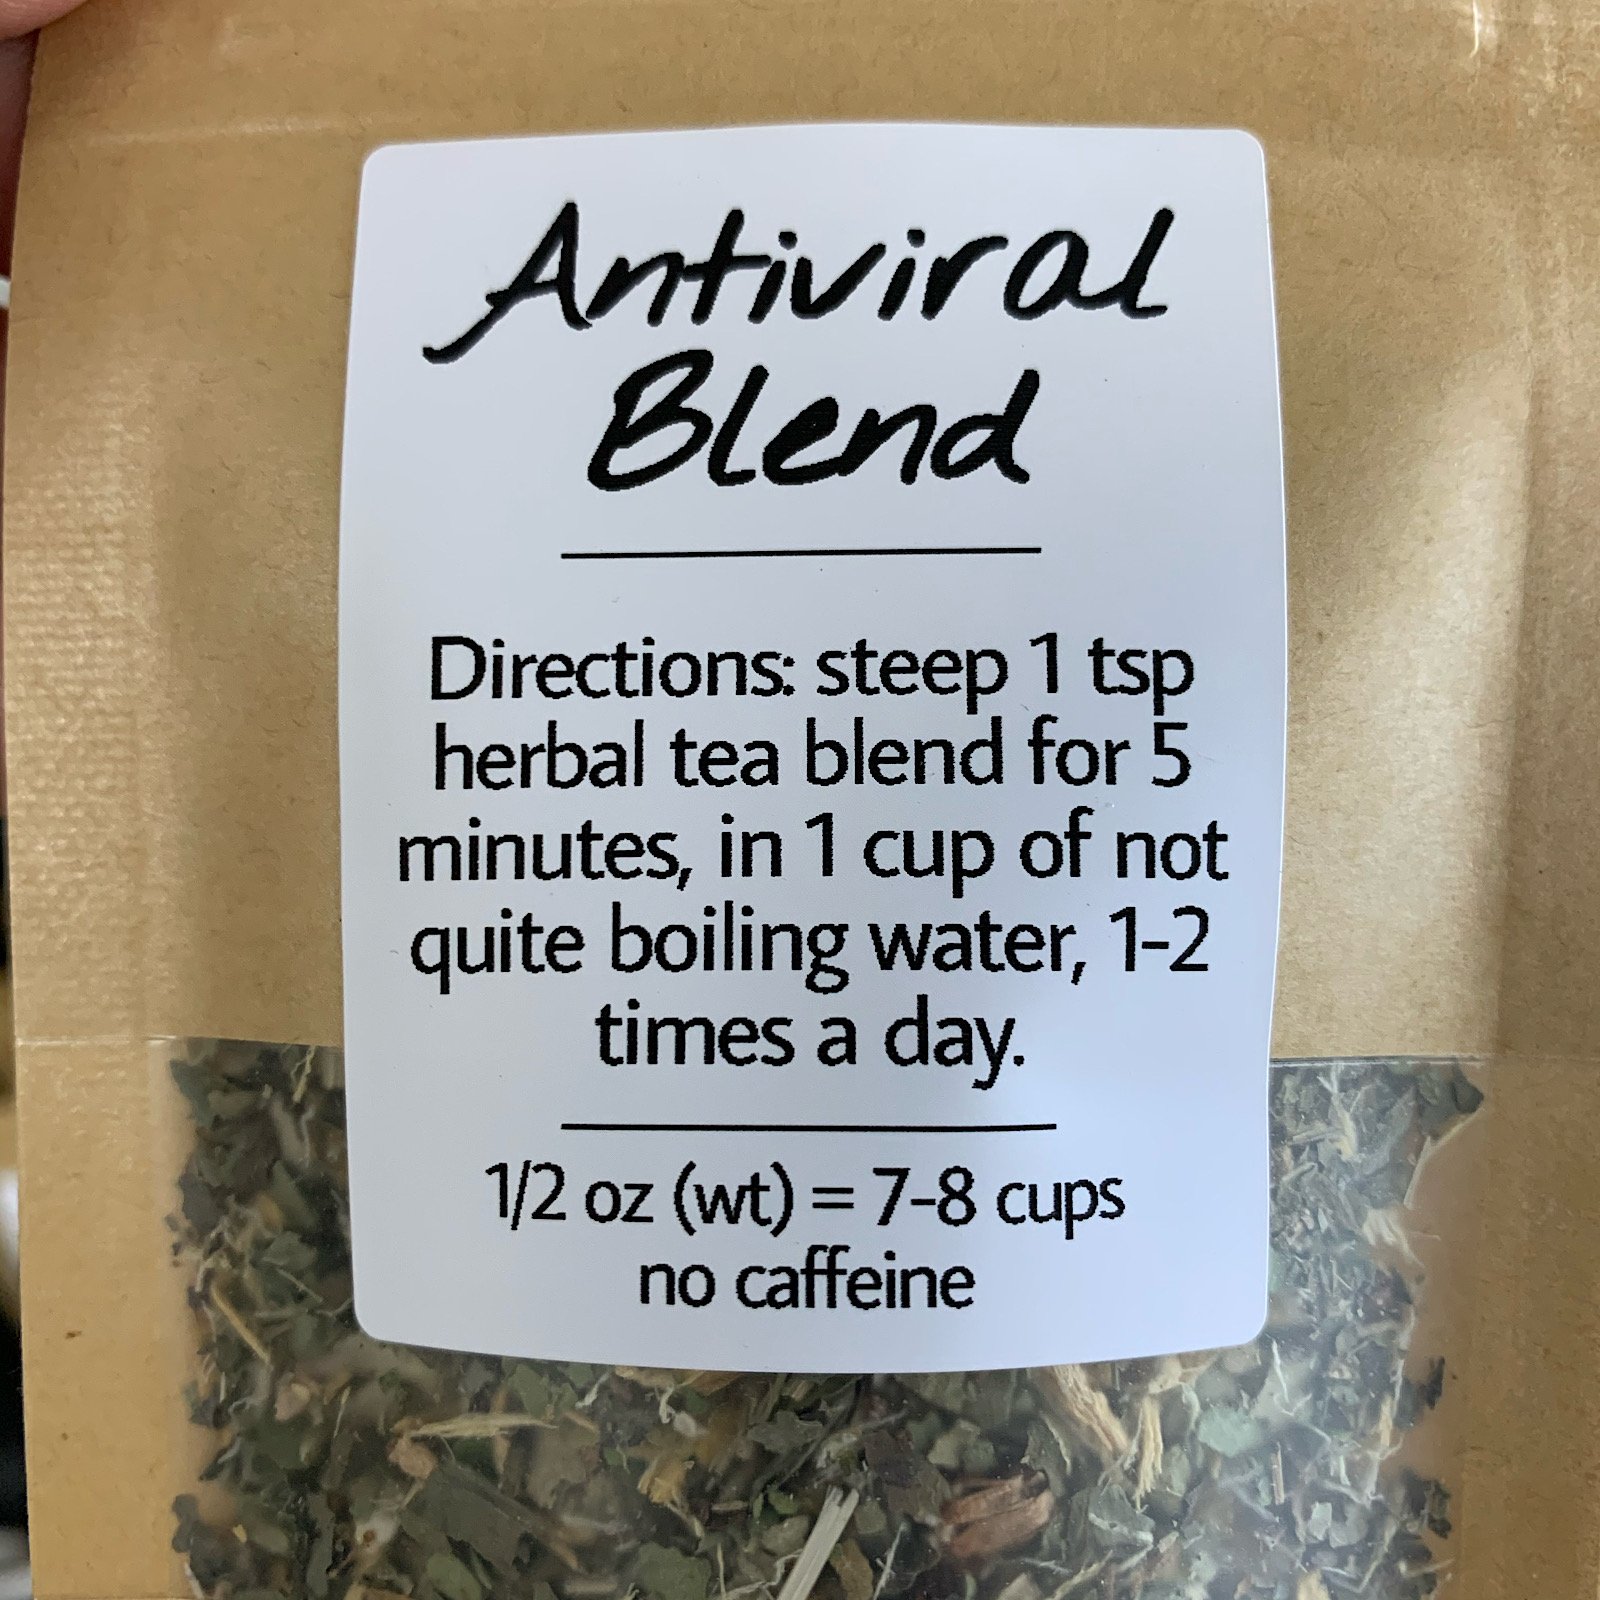 Antiviral
Blend
Directions: steep 1 tsp
herbal tea blend for 5
minutes, in 1 cup of not
quite boiling water, 1-2
times a day.
1/2 oz (wt) = 7-8 cups
no caffeine